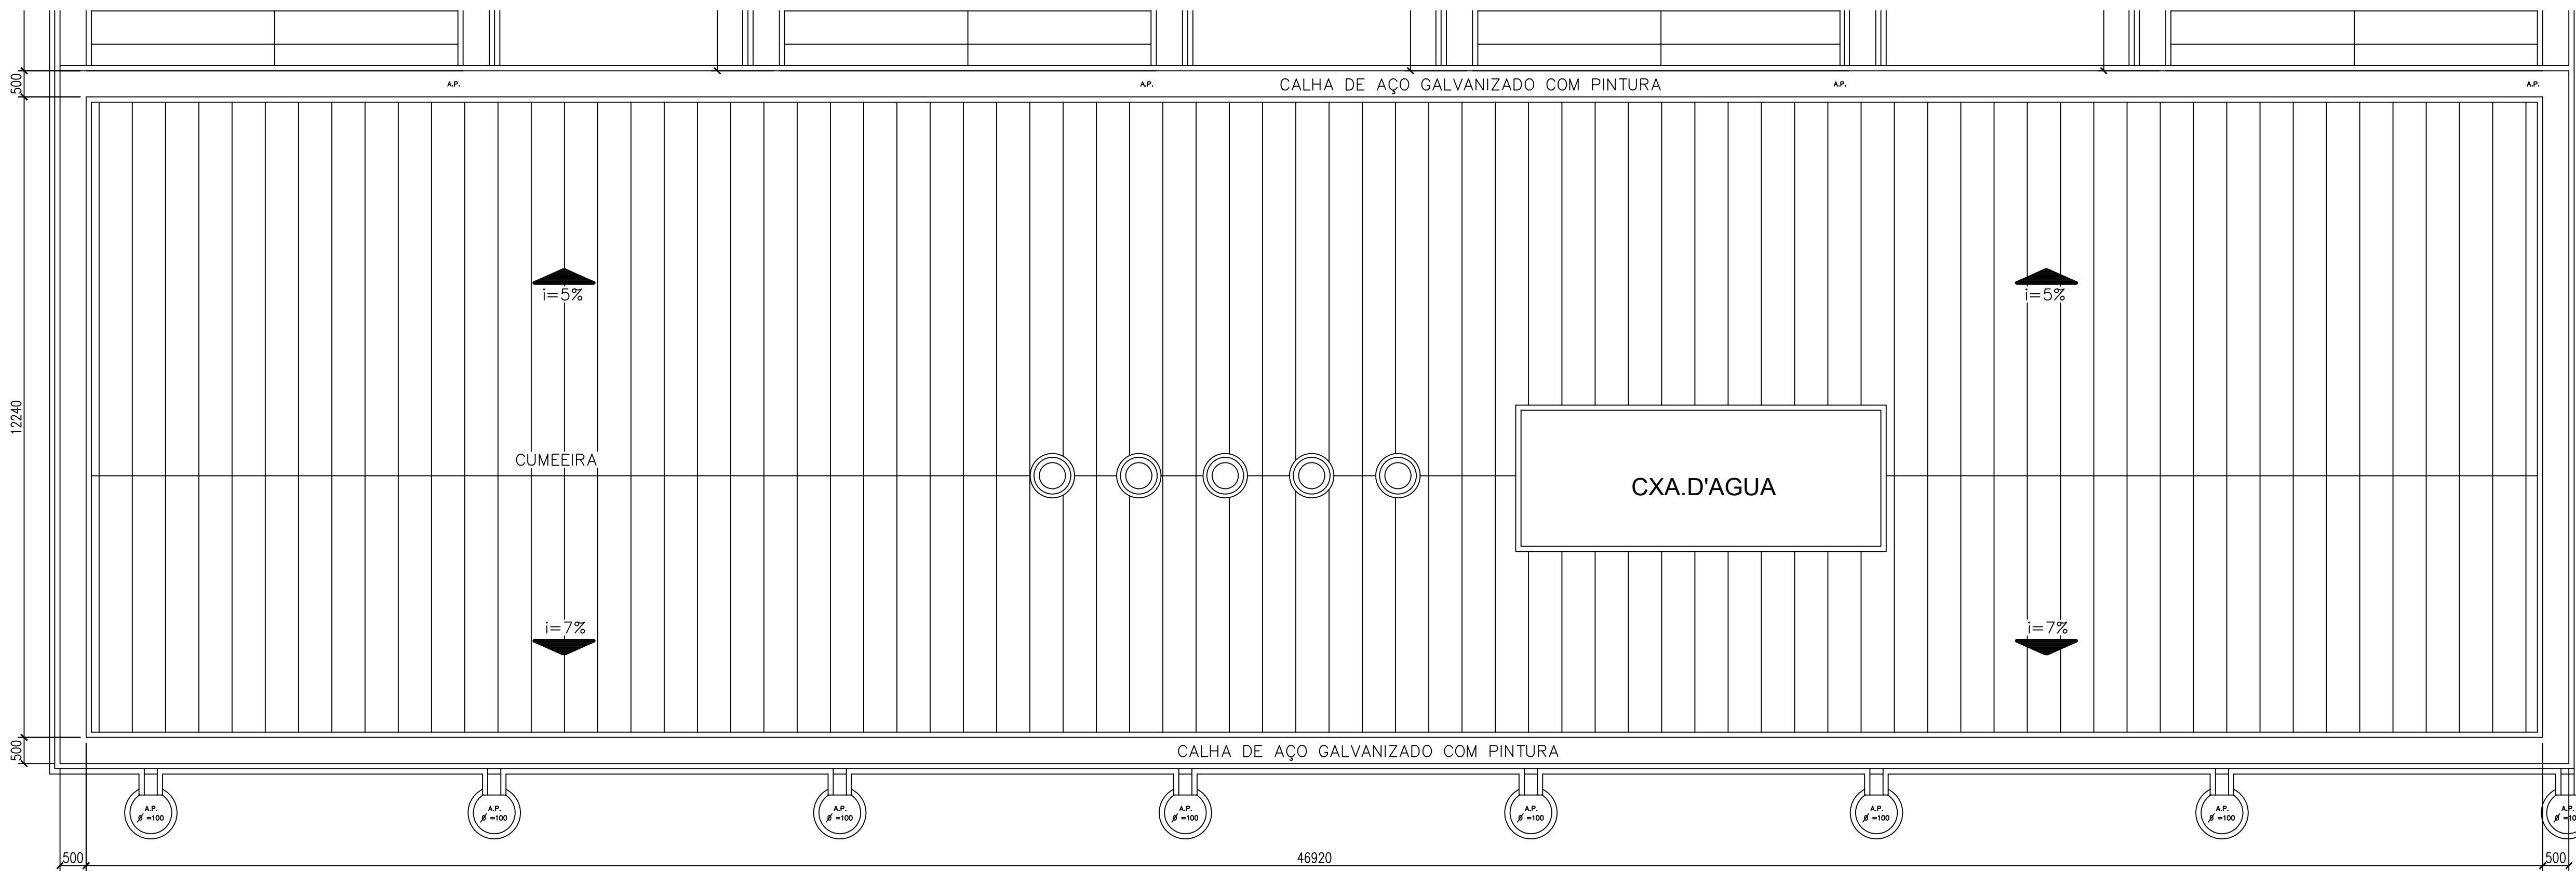 500
A.P.
A.P.
CALHA DE AÇO GALVANIZADO COM PINTURA
A.P.
A.P.
i=5%
i=5%
12240
CUMEEIRA
CXA.D'AGUA
i=7%
i=7%
500
CALHA DE AÇO GALVANIZADO COM PINTURA
A.P.
Ø =100
A.P.
Ø =100
A.P.
Ø =100
A.P.
Ø =100
A.P.
Ø =100
A.P.
Ø =100
A.P.
Ø =100
A.P.
Ø =10
500
46920
500